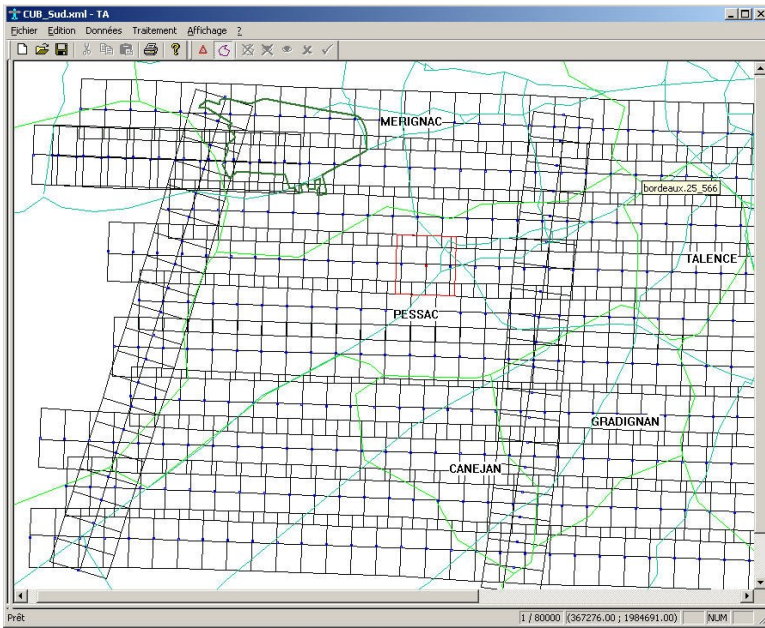 CUB_Sud.xml - TA
Fichier Edition Données Traitement Affichage ?
MERIGNAC
bordeaux.25_566
TALENCE
PESSAC
GRADIGNAN
CANEJAN
Prêt
1 / 80000 (367276.00 ; 1984691.00) NUM